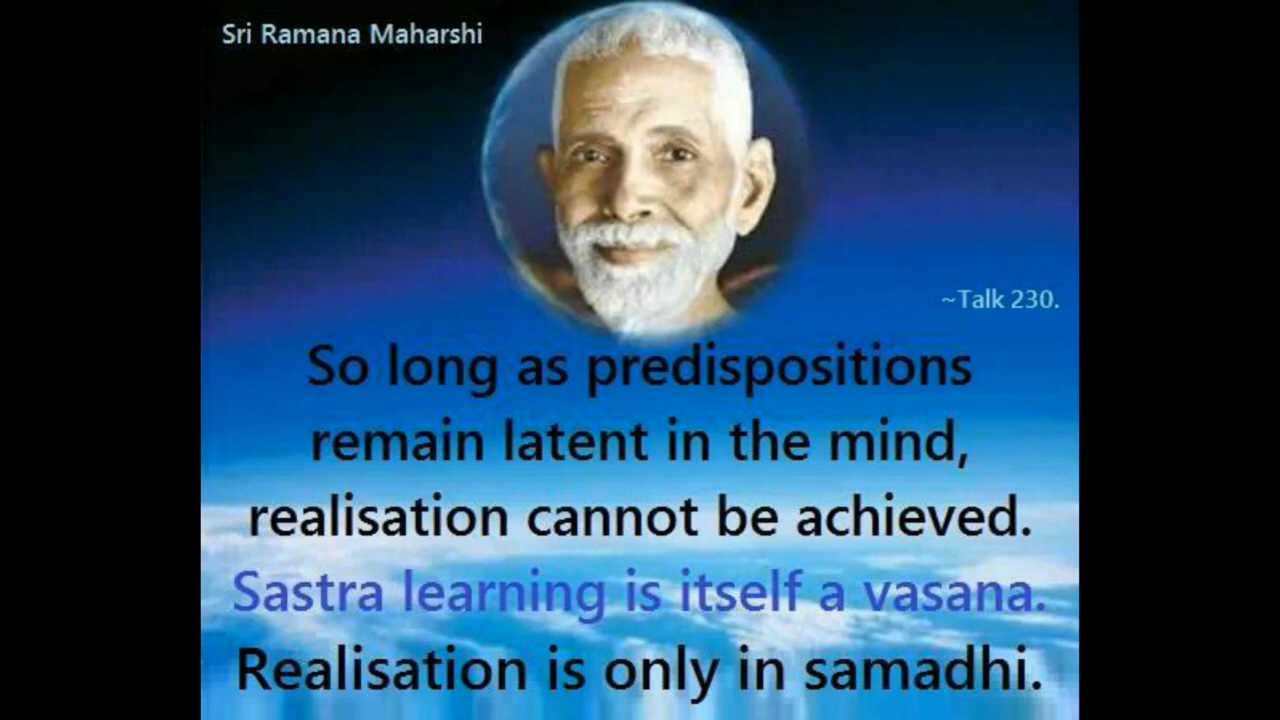 Sri Ramana Maharshi
~Talk 230.
So long as predispositions
remain latent in the mind,
realisation cannot be achieved.
Sastra learning is itself a vasana.
Realisation is only in samadhi.